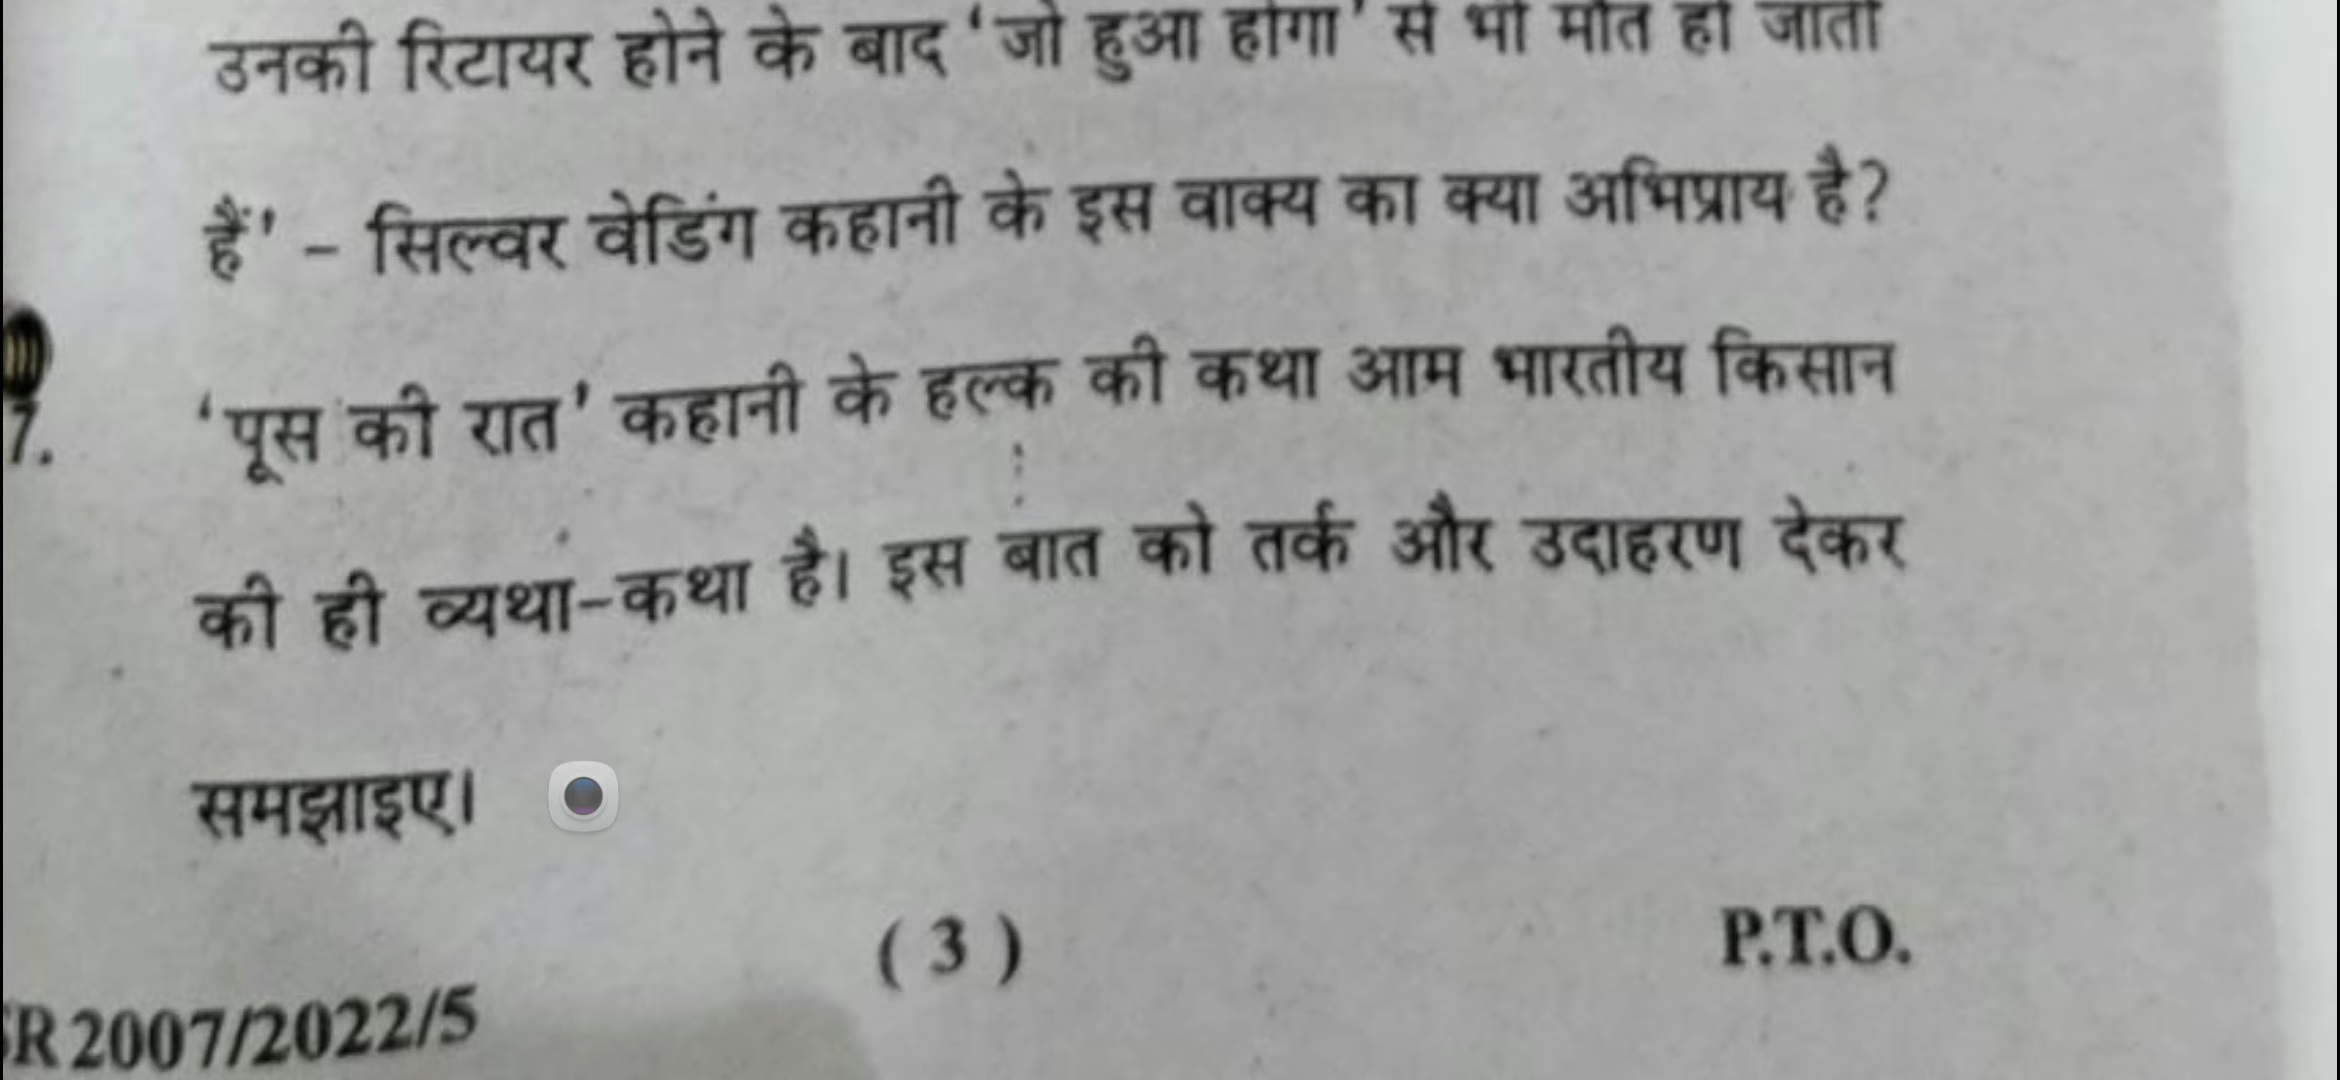 उनकी रिटायर होने के बाद 'जो हुआ होगा' से भी मौत हो जाती
हैं' - सिल्वर वेडिंग कहानी के इस वाक्य का क्या अभिप्राय है?
7. 'पूस की रात' कहानी के हल्क की कथा आम भारतीय किसान
की ही व्यथा-कथा है। इस बात को तर्क और उदाहरण देकर
समझाइए।
( 3 ) P.T.O.
R 2007/2022/5